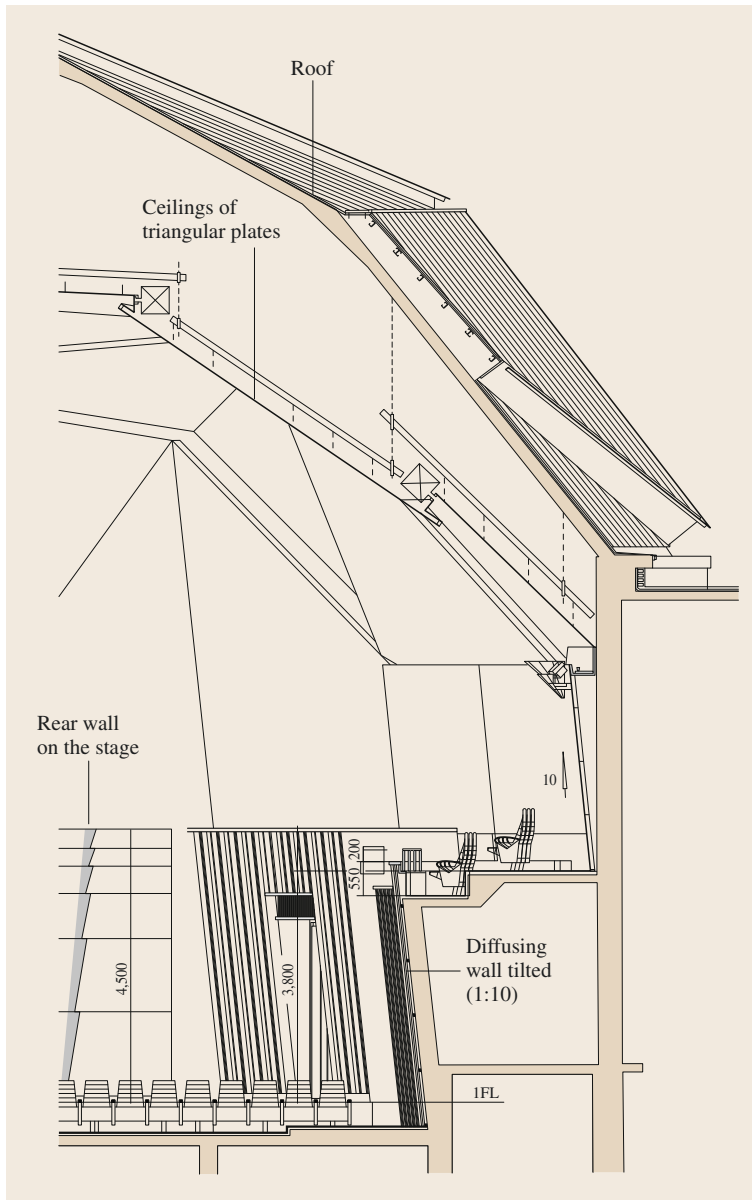 Roof
Ceilings of
triangular plates
Rear wall
on the stage
10
550 200
4,500
3,800
Diffusing
wall tilted
(1:10)
1FL